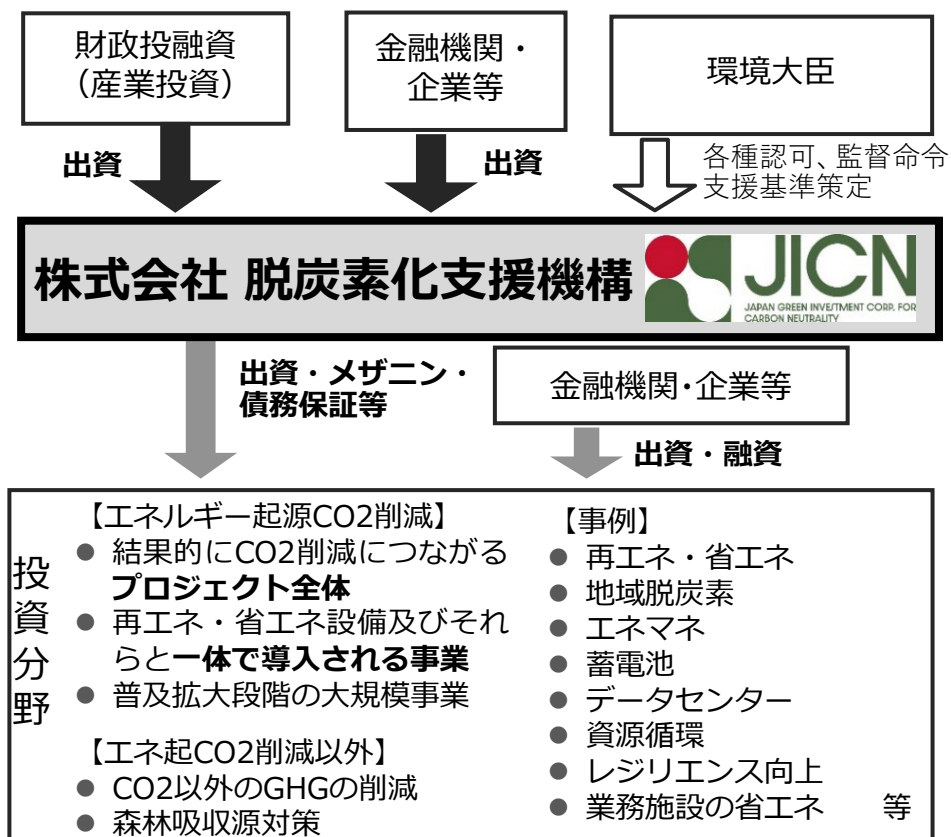 財政投融資
（産業投資）
金融機関・
企業等
環境大臣
出資
出資
各種認可、監督命令
支援基準策定
株式会社 脱炭素化支援機構
JICN
JAPAN GREEN INVESTMENT CORP. FOR
CARBON NEUTRALITY
出資・メザニン・
債務保証等
金融機関・企業等
出資・融資
投資分野
【エネルギー起源CO2削減】
● 結果的にCO2削減につながる
プロジェクト全体
● 再エネ・省エネ設備及びそれ
らと一体で導入される事業
● 普及拡大段階の大規模事業
【エネ起CO2削減以外】
● CO2以外のGHGの削減
● 森林吸収源対策
【事例】
● 再エネ・省エネ
● 地域脱炭素
● エネマネ
● 蓄電池
● データセンター
● 資源循環
● レジリエンス向上
● 業務施設の省エネ　等